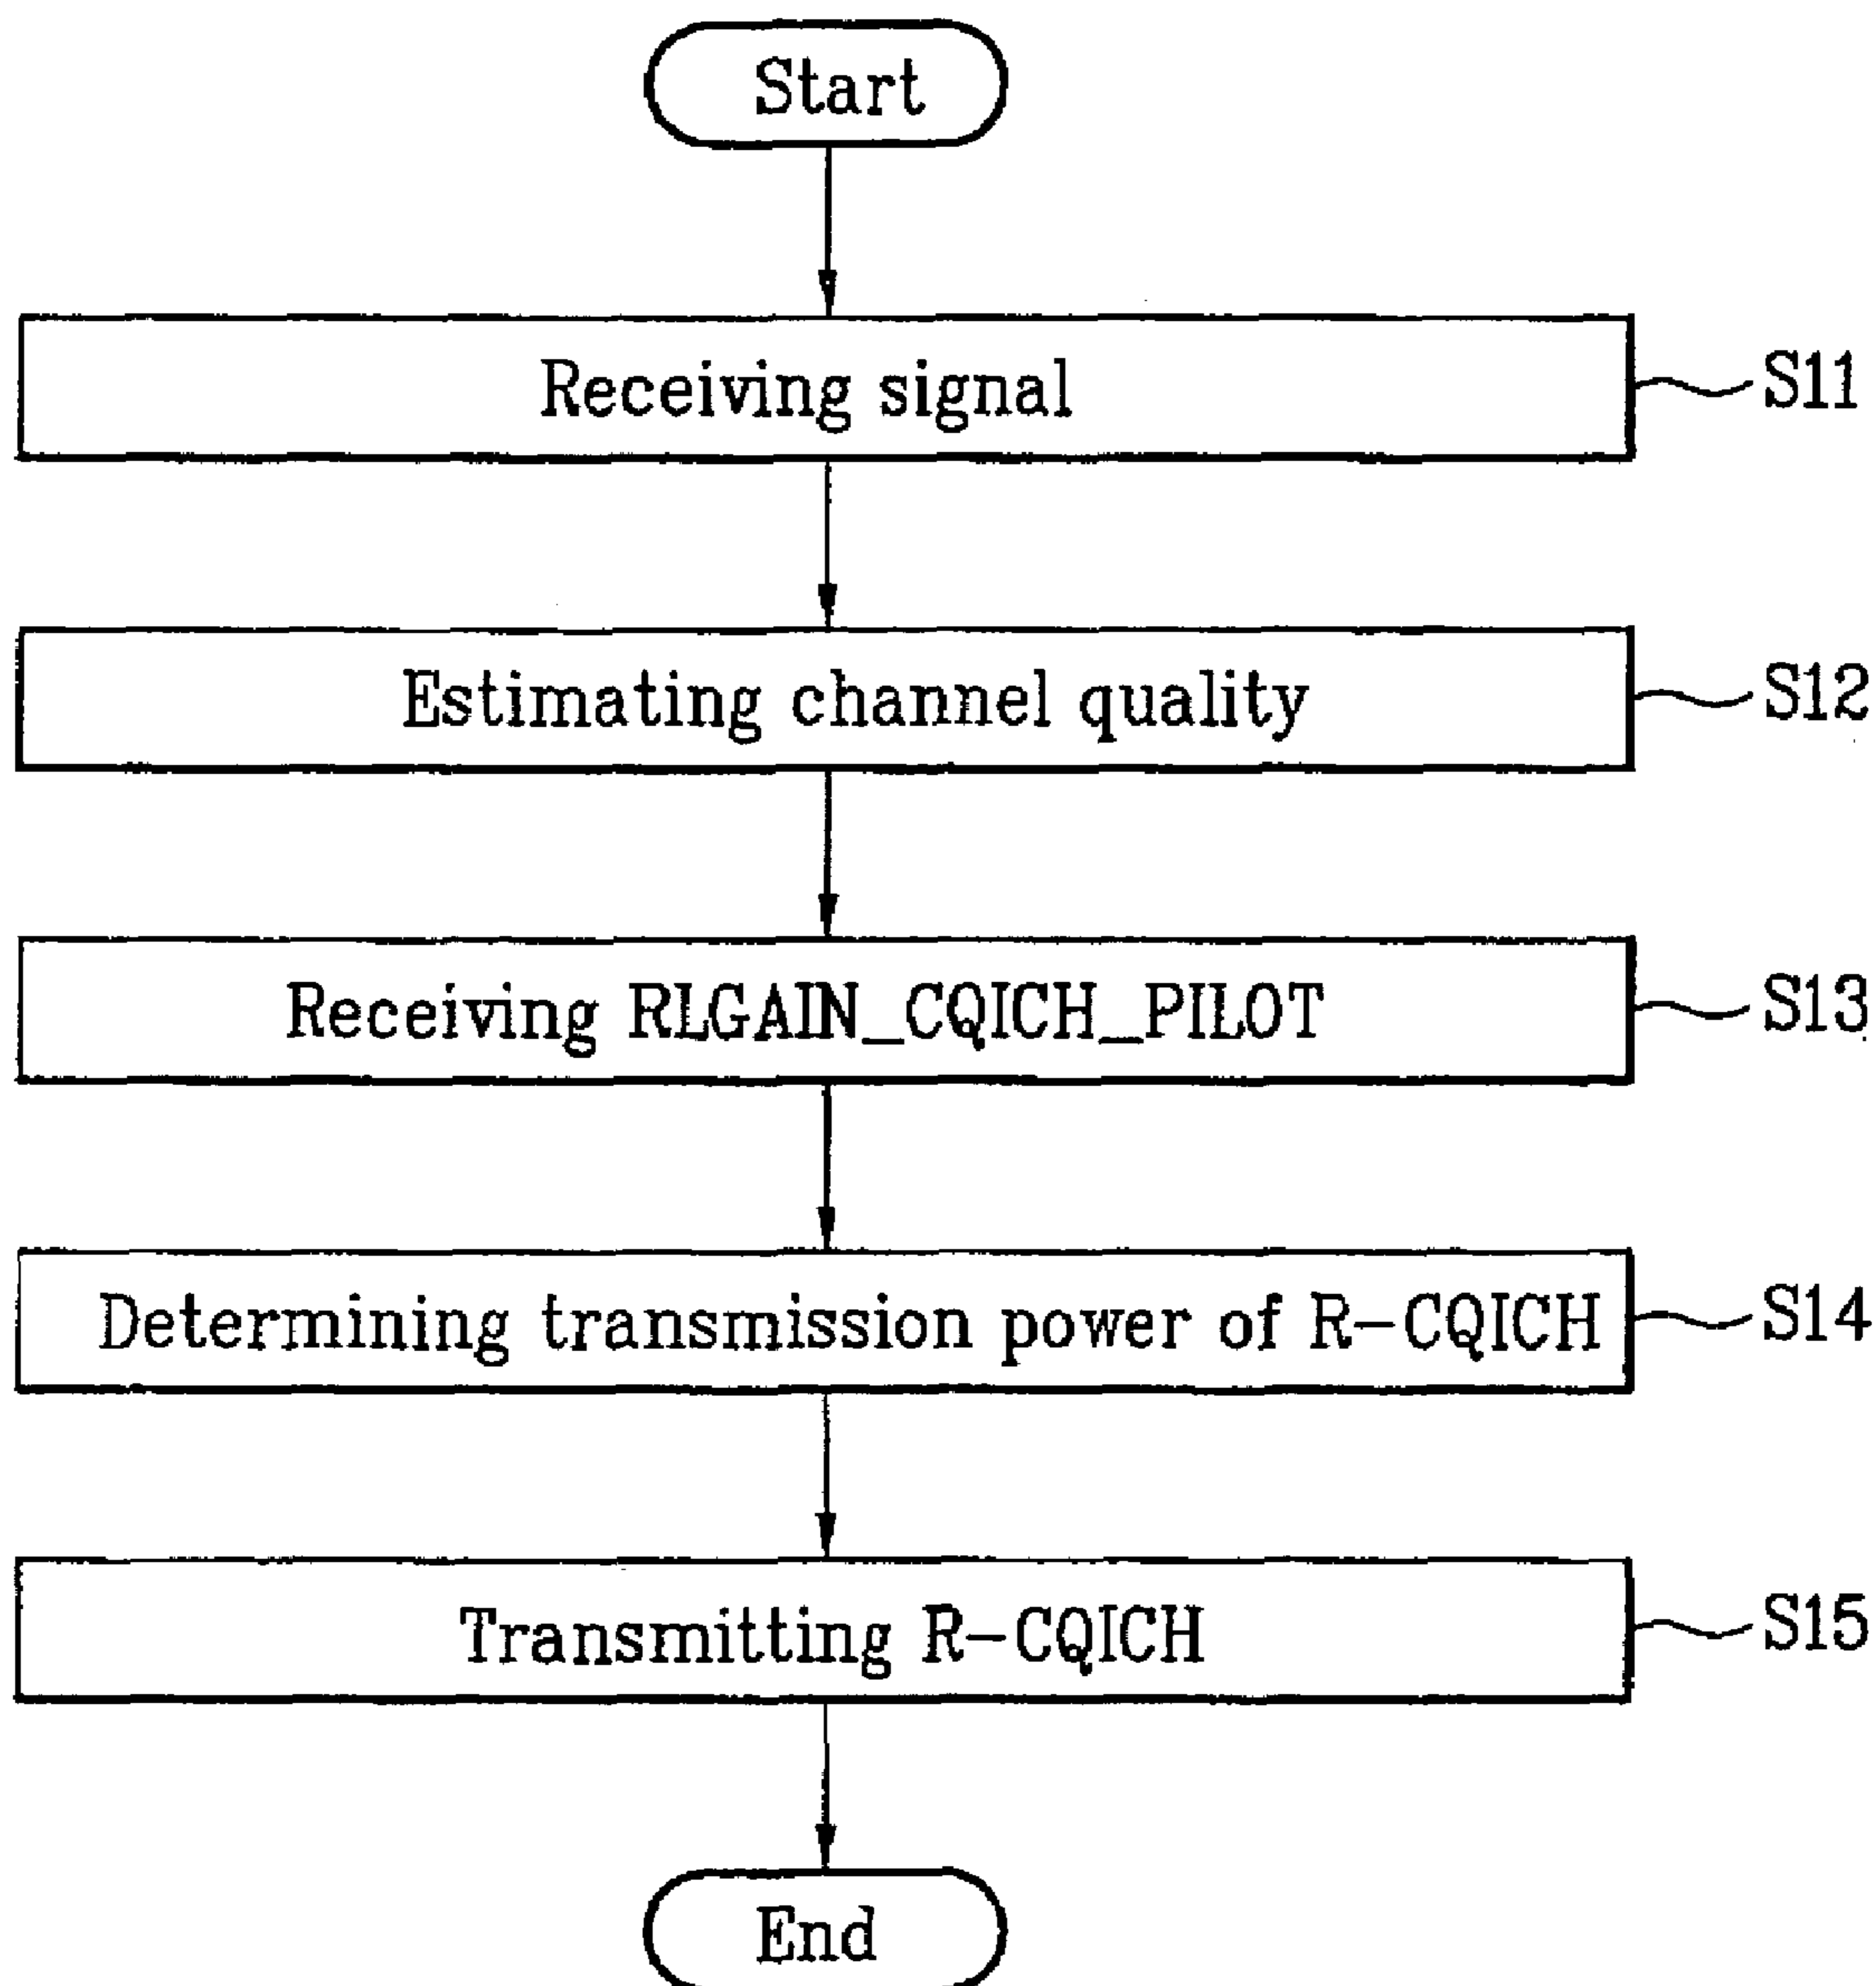 Start
Receiving signal
S11
Estimating channel quality
S12
Receiving RLGAIN_CQICH_PILOT
S13
Determining transmission power of R-CQICH
S14
Transmitting R-CQICH
S15
End